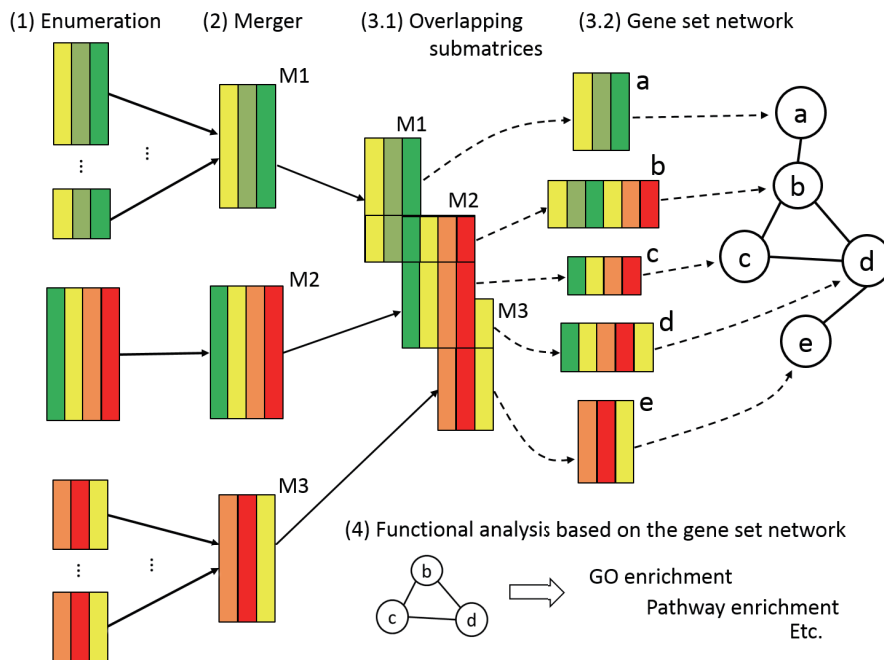 (1) Enumeration
(2) Merger
(3.1) Overlapping
submatrices
(3.2) Gene set network
M1
M1
M2
M3
M2
M3
a
b
c
d
e
a
b
c
d
e
(4) Functional analysis based on the gene set network
b
c
d
GO enrichment
Pathway enrichment
Etc.
...
...
...
...